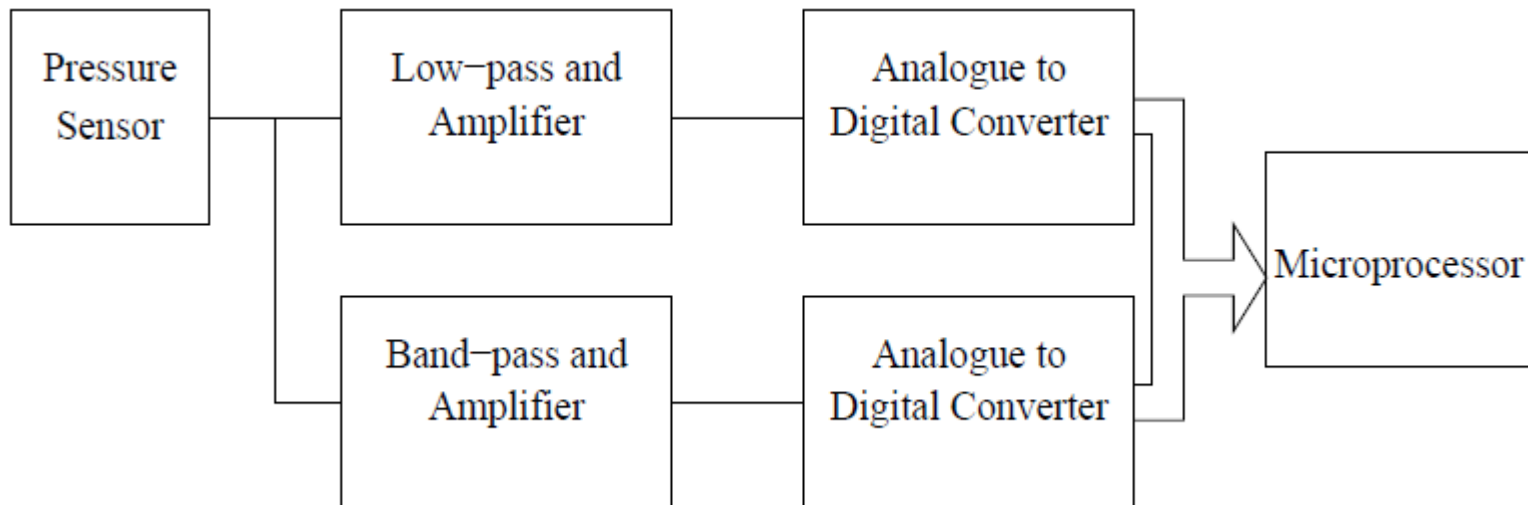 Pressure
Sensor
Low−pass and
Amplifier
Analogue to
Digital Converter
Microprocessor
Band−pass and
Amplifier
Analogue to
Digital Converter